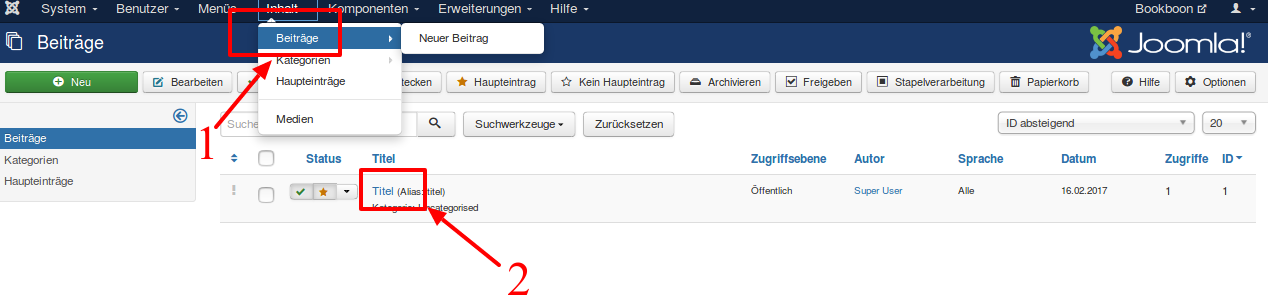 System Benutzer Menüs Inhalt Komponenten Erweiterungen Hilfe Bookboon
Beiträge Beiträge Neuer Beitrag Joomla!®
Kategorien
Neu Bearbeiten Haupteintrag Kein Haupteintrag Archivieren Freigeben Stapelverarbeitung Papierkorb Hilfe Optionen
Haupteinträge
Medien
1
Suche Suchwerkzeuge Zurücksetzen ID absteigend 20
Beiträge
Kategorien
Haupteinträge
Status Titel Zugriffsebene Autor Sprache Datum Zugriffe ID
Titel (Alias: titel) Öffentlich Super User Alle 16.02.2017 1 1
Kategorie: Uncategorised
2